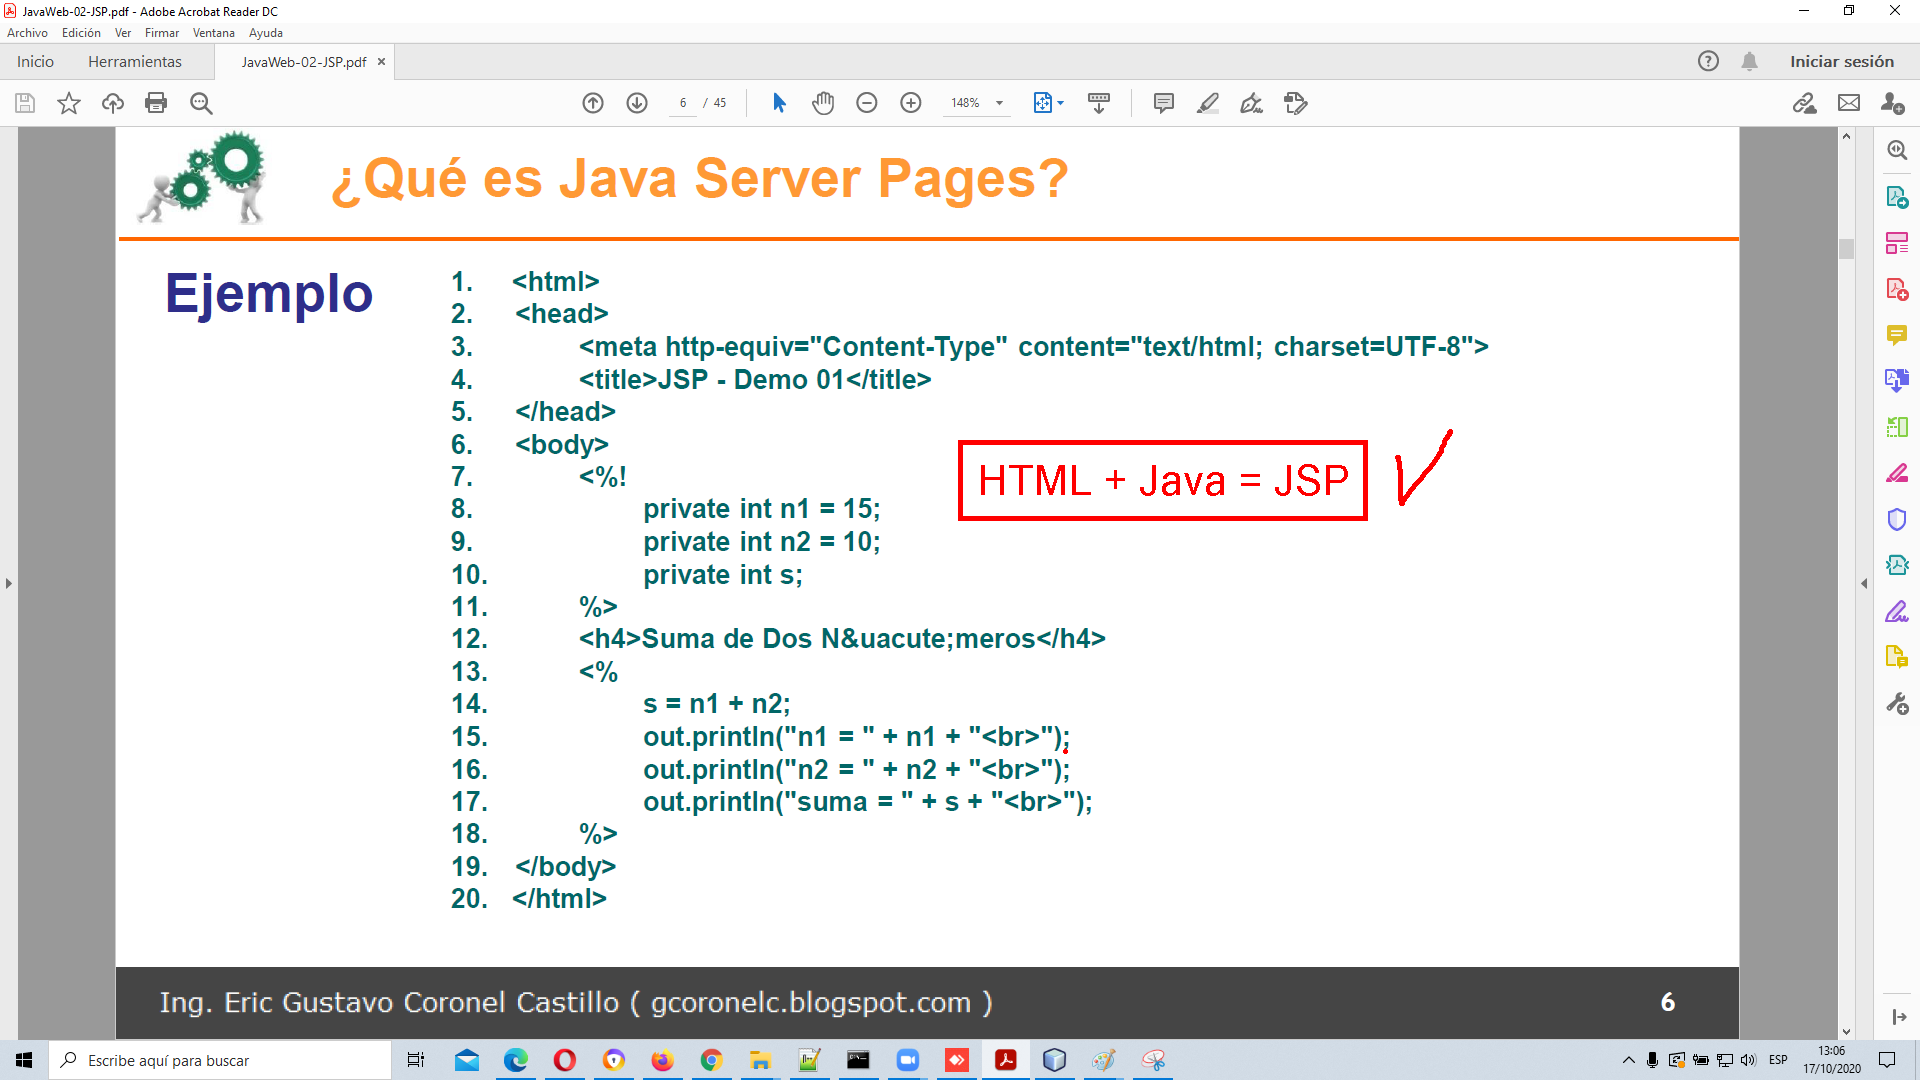 JavaWeb-02-JSP.pdf - Adobe Acrobat Reader DC
Archivo Edición Ver Firmar Ventana Ayuda
Inicio Herramientas JavaWeb-02-JSP.pdf × Iniciar sesión
6 / 45 148%
¿Qué es Java Server Pages?
Ejemplo
1. <html>
2. <head>
3. <meta http-equiv="Content-Type" content="text/html; charset=UTF-8">
4. <title>JSP - Demo 01</title>
5. </head>
6. <body>
7. <%!
HTML + Java = JSP
8. private int n1 = 15;
9. private int n2 = 10;
10. private int s;
11. %>
12. <h4>Suma de Dos N&uacute;meros</h4>
13. <%
14. s = n1 + n2;
15. out.println("n1 = " + n1 + "<br>");
16. out.println("n2 = " + n2 + "<br>");
17. out.println("suma = " + s + "<br>");
18. %>
19. </body>
20. </html>
Ing. Eric Gustavo Coronel Castillo ( gcoronelc.blogspot.com ) 6
Escribe aquí para buscar
ESP
13:06
17/10/2020